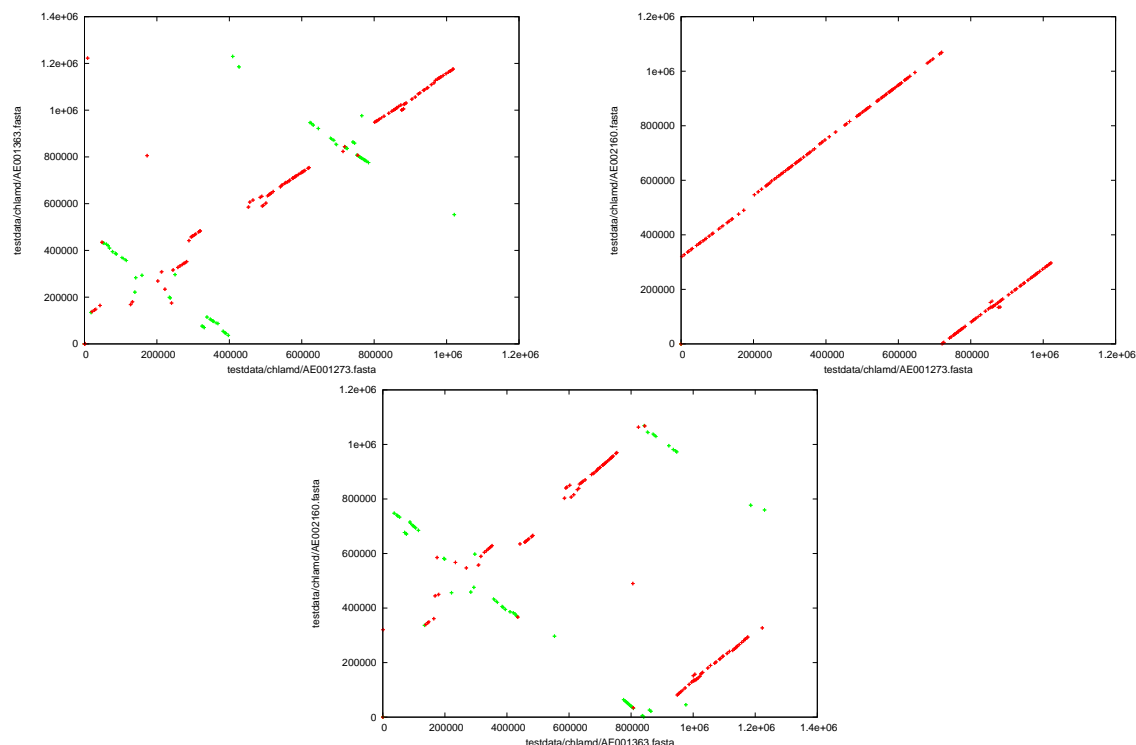 1.4e+06
1.2e+06
1e+06
800000
600000
400000
200000
0
testdata/chlamd/AE001363.fasta
0 200000 400000 600000 800000 1e+06 1.2e+06
testdata/chlamd/AE001273.fasta
1.2e+06
1e+06
800000
600000
400000
200000
0
testdata/chlamd/AE002160.fasta
0 200000 400000 600000 800000 1e+06 1.2e+06
testdata/chlamd/AE001273.fasta
1.2e+06
1e+06
800000
600000
400000
200000
0
testdata/chlamd/AE002160.fasta
0 200000 400000 600000 800000 1e+06 1.2e+06 1.4e+06
testdata/chlamd/AE001363.fasta